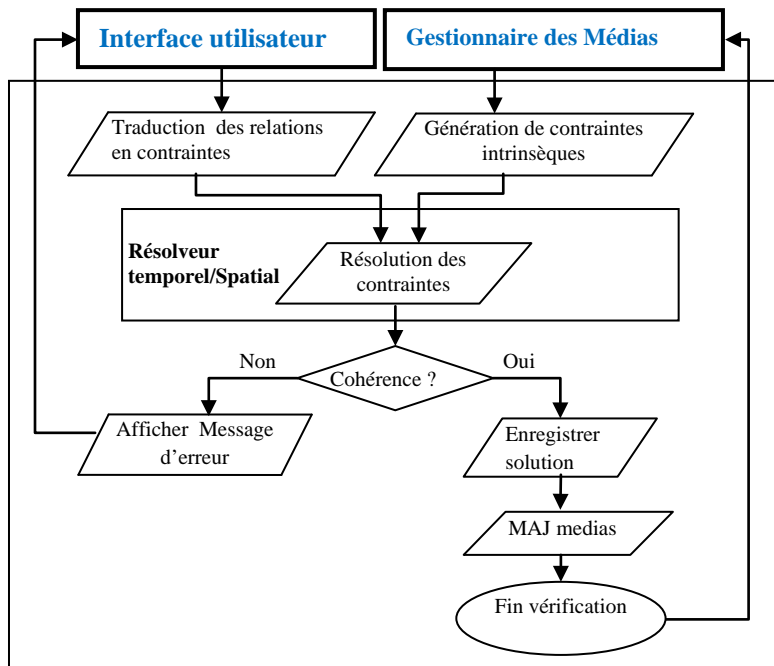 Interface utilisateur
Gestionnaire des Médias
Traduction des relations
en contraintes
Génération de contraintes
intrinsèques
Résolveur
temporel/Spatial
Résolution des
contraintes
Non
Cohérence ?
Oui
Afficher Message
d’erreur
Enregistrer
solution
MAJ medias
Fin vérification